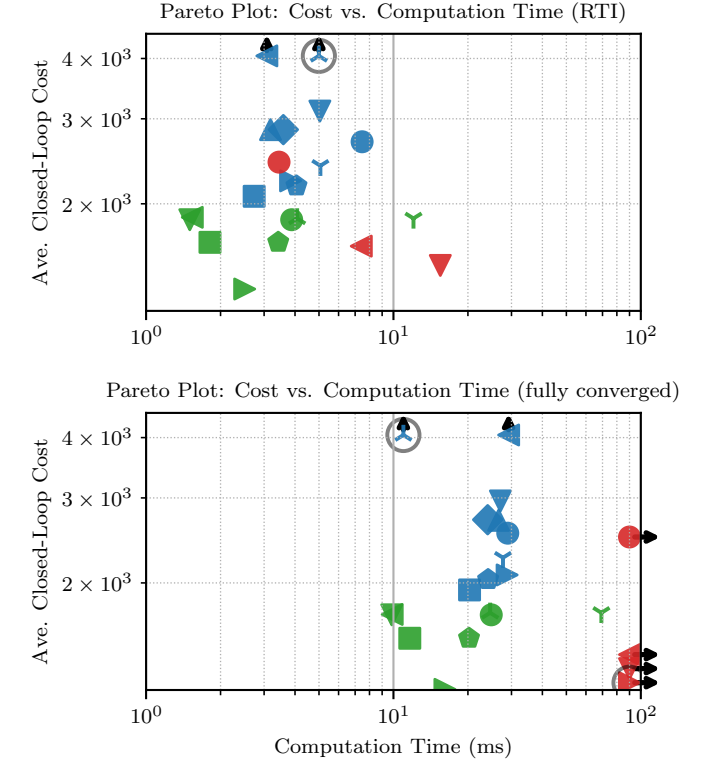 Pareto Plot: Cost vs. Computation Time (RTI)
Ave. Closed-Loop Cost
4 × 10³
3 × 10³
2 × 10³
10⁰ 10¹ 10²
Pareto Plot: Cost vs. Computation Time (fully converged)
Ave. Closed-Loop Cost
4 × 10³
3 × 10³
2 × 10³
10⁰ 10¹ 10²
Computation Time (ms)